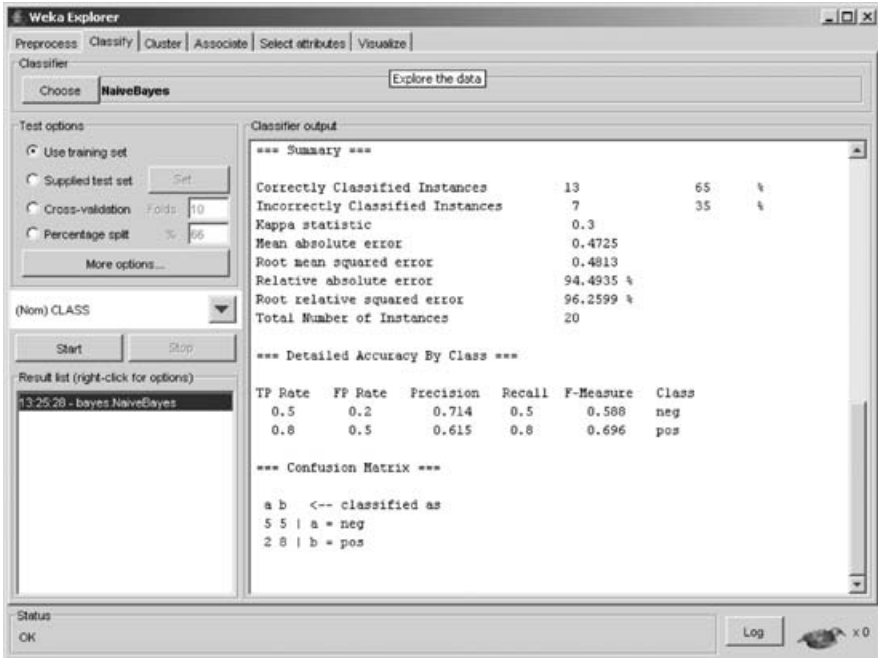 Weka Explorer
Preprocess Classify Cluster Associate Select attributes Visualize
Classifier
Explore the data
Choose NaiveBayes
Test options
Use training set
Supplied test set Set...
Cross-validation Folds 10
Percentage split % 66
More options...
(Nom) CLASS
Start Stop
Result list (right-click for options)
13:25:28 - bayes.NaiveBayes
Classifier output
=== Summary ===
Correctly Classified Instances 13 65 %
Incorrectly Classified Instances 7 35 %
Kappa statistic 0.3
Mean absolute error 0.4725
Root mean squared error 0.4813
Relative absolute error 94.4935 %
Root relative squared error 96.2599 %
Total Number of Instances 20
=== Detailed Accuracy By Class ===
TP Rate FP Rate Precision Recall F-Measure Class
0.5 0.2 0.714 0.5 0.588 neg
0.8 0.5 0.615 0.8 0.696 pos
=== Confusion Matrix ===
a b <-- classified as
5 5 | a = neg
2 8 | b = pos
Status
OK
Log x 0